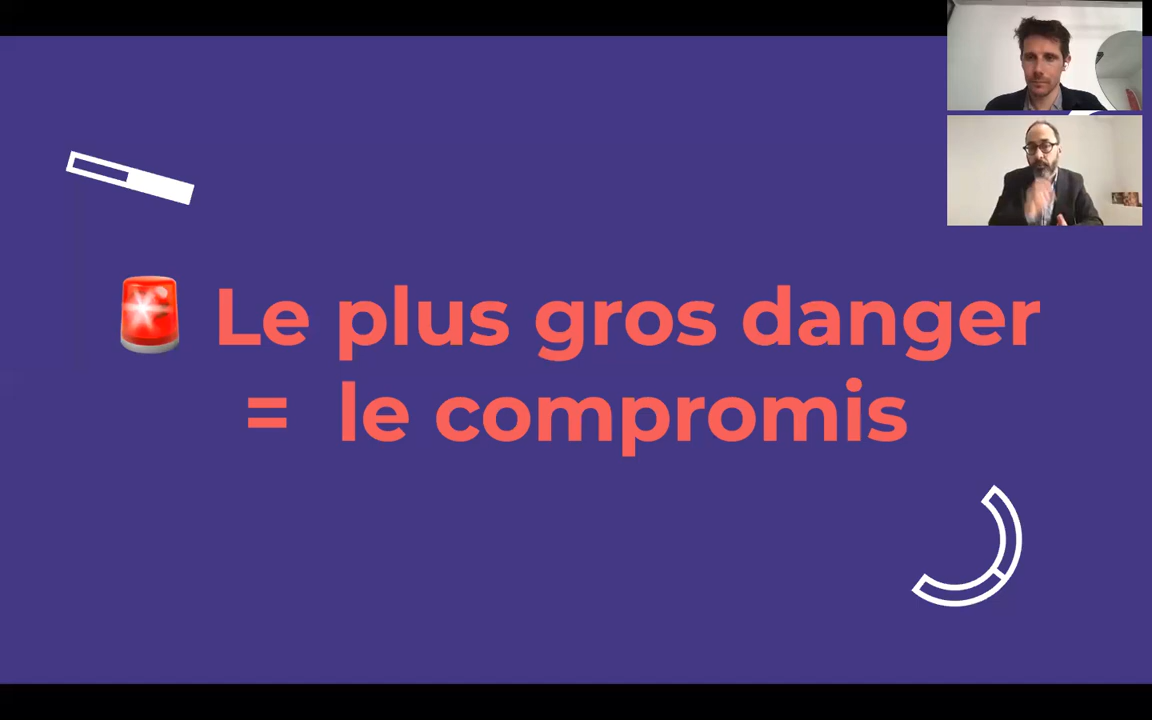 🚨 Le plus gros danger
= le compromis